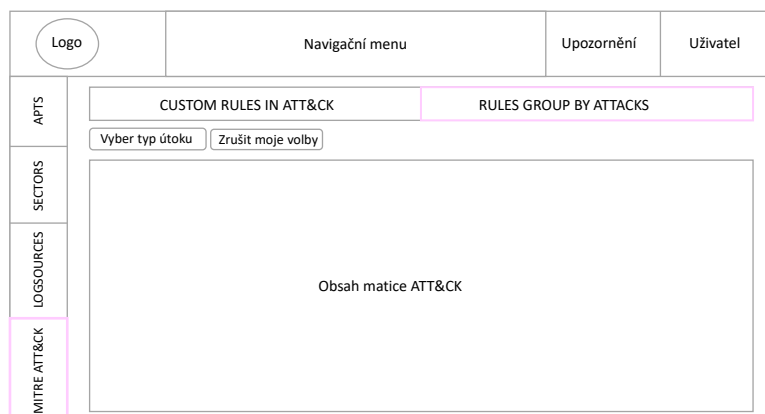 Logo
Navigační menu
Upozornění
Uživatel
APTS
CUSTOM RULES IN ATT&CK
RULES GROUP BY ATTACKS
Vyber typ útoku
Zrušit moje volby
SECTORS
LOGSOURCES
Obsah matice ATT&CK
MITRE ATT&CK